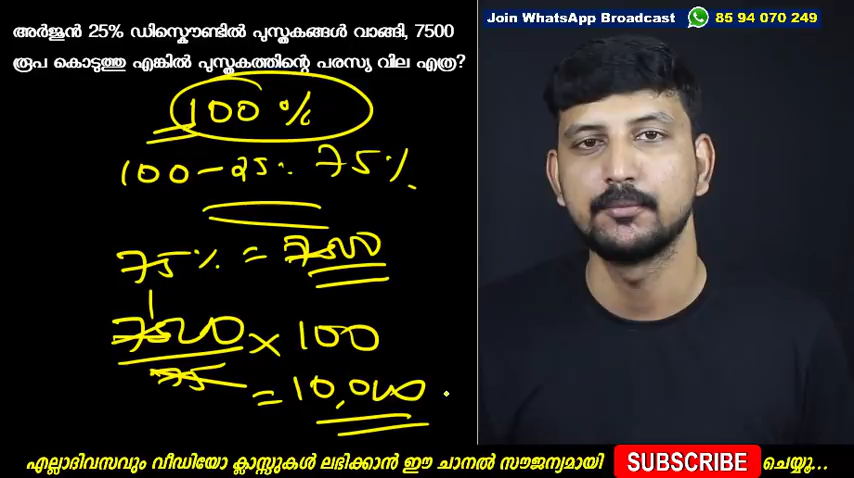 അർജുൻ 25% ഡിസ്കൌണ്ടിൽ പുസ്തകങ്ങൾ വാങ്ങി, 7500
രൂപ കൊടുത്തു എങ്കിൽ പുസ്തകത്തിന്റെ പരസ്യ വില എത്ര?
Join WhatsApp Broadcast 85 94 070 249
100 %
100 - 25% 75%
75% = 7500
7500 × 100
75
= 10,000
എല്ലാദിവസവും വീഡിയോ ക്ലാസ്സുകൾ ലഭിക്കാൻ ഈ ചാനൽ സൗജന്യമായി SUBSCRIBE ചെയ്യൂ...